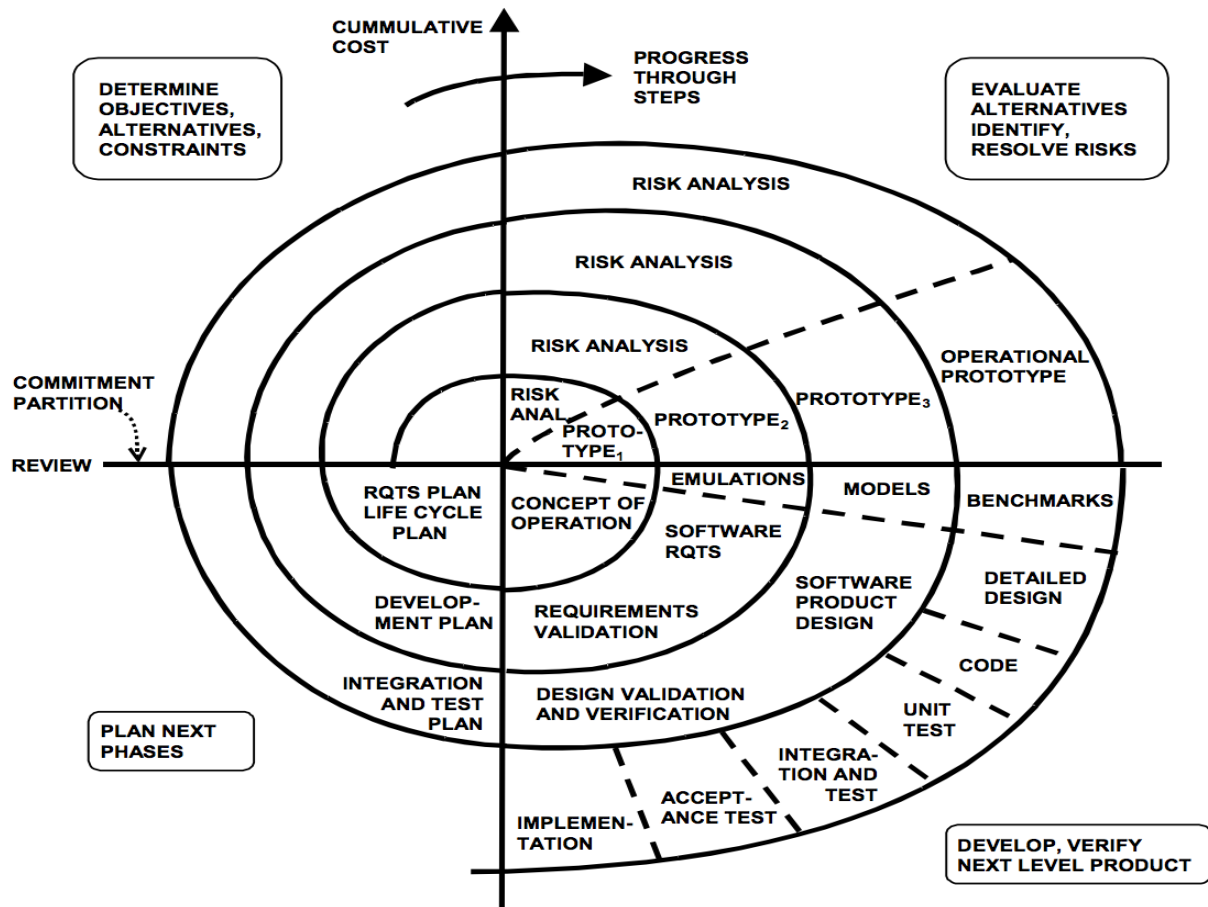 CUMMULATIVE
COST
PROGRESS
THROUGH
STEPS
DETERMINE
OBJECTIVES,
ALTERNATIVES,
CONSTRAINTS
EVALUATE
ALTERNATIVES
IDENTIFY,
RESOLVE RISKS
RISK ANALYSIS
RISK ANALYSIS
RISK ANALYSIS
RISK
ANAL.
PROTO-
TYPE1
PROTOTYPE2
PROTOTYPE3
OPERATIONAL
PROTOTYPE
COMMITMENT
PARTITION
REVIEW
RQTS PLAN
LIFE CYCLE
PLAN
CONCEPT OF
OPERATION
EMULATIONS
MODELS
BENCHMARKS
SOFTWARE
RQTS
SOFTWARE
PRODUCT
DESIGN
DETAILED
DESIGN
DEVELOP-
MENT PLAN
REQUIREMENTS
VALIDATION
CODE
INTEGRATION
AND TEST
PLAN
DESIGN VALIDATION
AND VERIFICATION
UNIT
TEST
INTEGRA-
TION AND
TEST
ACCEPT-
ANCE TEST
IMPLEMEN-
TATION
PLAN NEXT
PHASES
DEVELOP, VERIFY
NEXT LEVEL PRODUCT